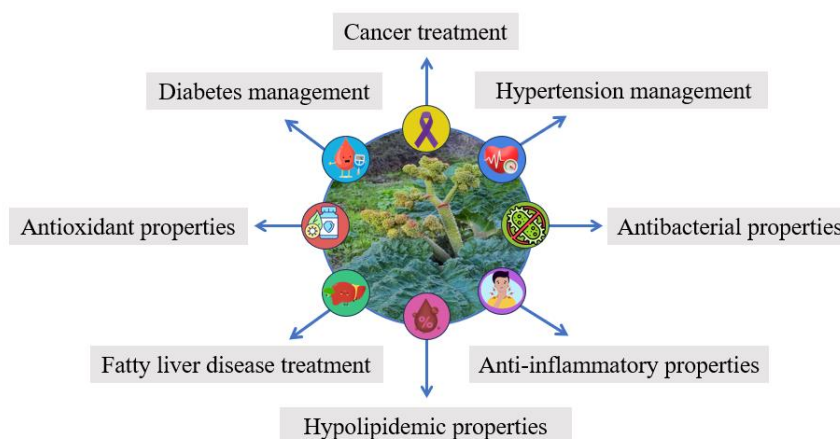 Cancer treatment
Diabetes management
Hypertension management
Antioxidant properties
Antibacterial properties
Fatty liver disease treatment
Anti-inflammatory properties
Hypolipidemic properties
%